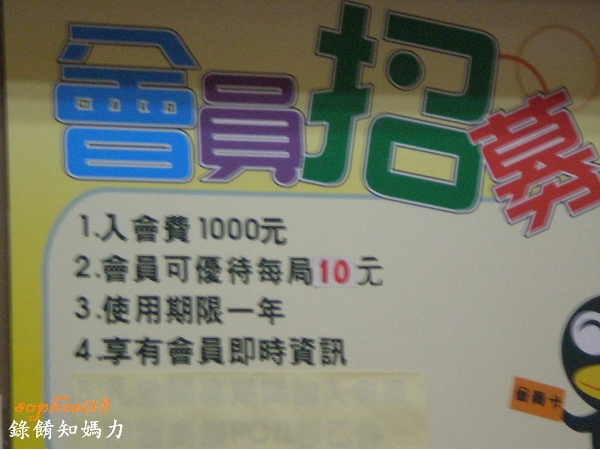 會員招募
1.入會費1000元
2.會員可優待每局10元
3.使用期限一年
4.享有會員即時資訊
會員卡
sophia118
錄餚知媽力